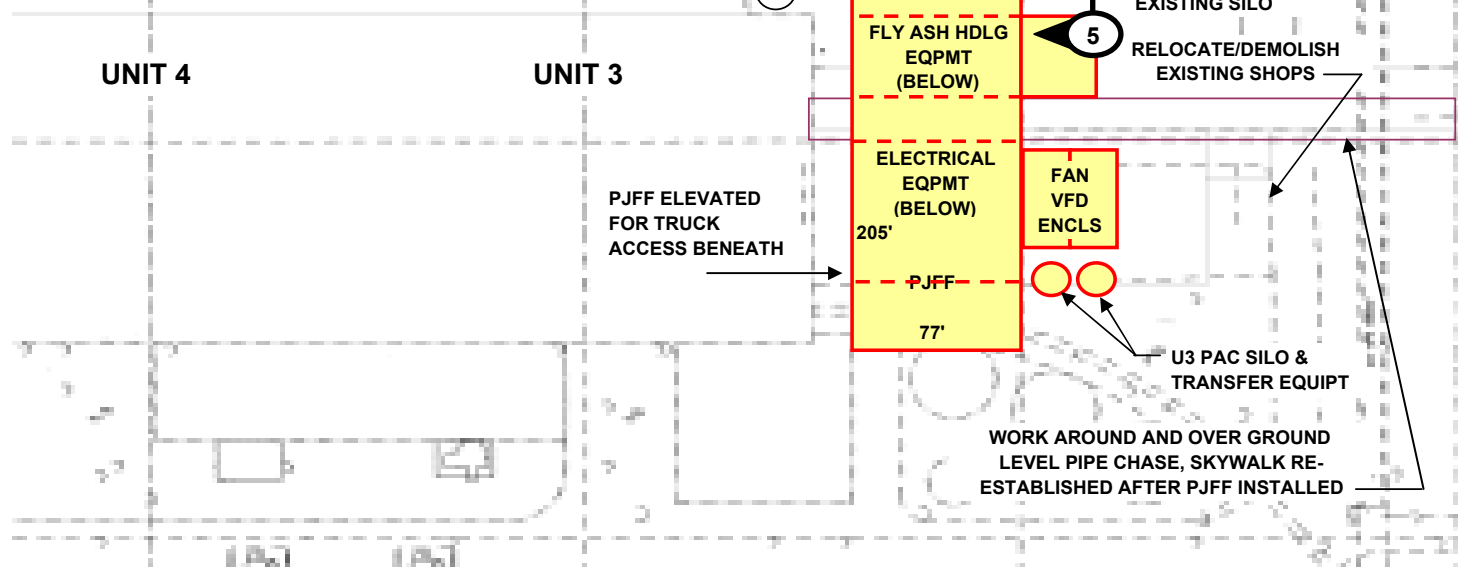 EXISTING SILO
FLY ASH HDLG
EQPMT
(BELOW)
5
RELOCATE/DEMOLISH
EXISTING SHOPS
UNIT 4
UNIT 3
ELECTRICAL
EQPMT
(BELOW)
FAN
VFD
ENCLS
PJFF ELEVATED
FOR TRUCK
ACCESS BENEATH
205'
PJFF
77'
U3 PAC SILO &
TRANSFER EQUIPT
WORK AROUND AND OVER GROUND
LEVEL PIPE CHASE, SKYWALK RE-
ESTABLISHED AFTER PJFF INSTALLED